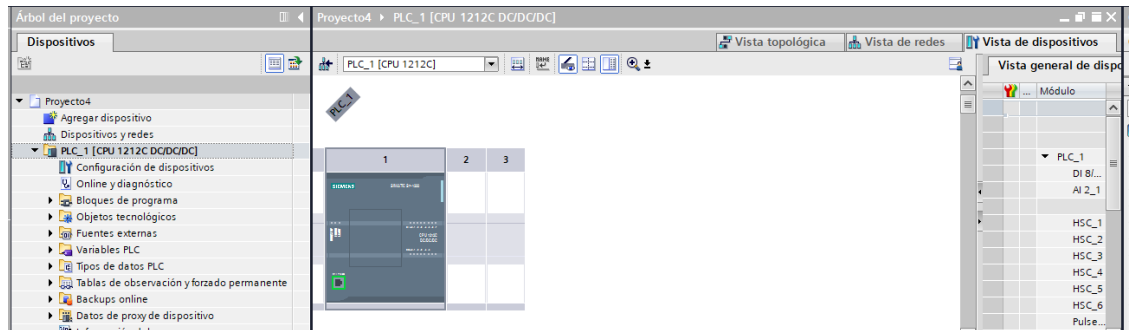 Árbol del proyecto
Dispositivos
Proyecto4
Agregar dispositivo
Dispositivos y redes
PLC_1 [CPU 1212C DC/DC/DC]
Configuración de dispositivos
Online y diagnóstico
Bloques de programa
Objetos tecnológicos
Fuentes externas
Variables PLC
Tipos de datos PLC
Tablas de observación y forzado permanente
Backups online
Datos de proxy de dispositivo
Proyecto4 ▸ PLC_1 [CPU 1212C DC/DC/DC]
Vista topológica
Vista de redes
Vista de dispositivos
PLC_1 [CPU 1212C]
PLC_1
1 2 3
SIEMENS
Vista general de dispo
... Módulo
PLC_1
DI 8/...
AI 2_1
HSC_1
HSC_2
HSC_3
HSC_4
HSC_5
HSC_6
Pulse...